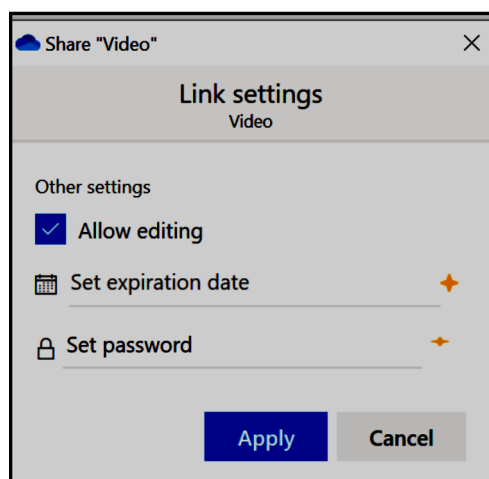 Share "Video"
Link settings
Video
Other settings
Allow editing
Set expiration date
Set password
Apply
Cancel